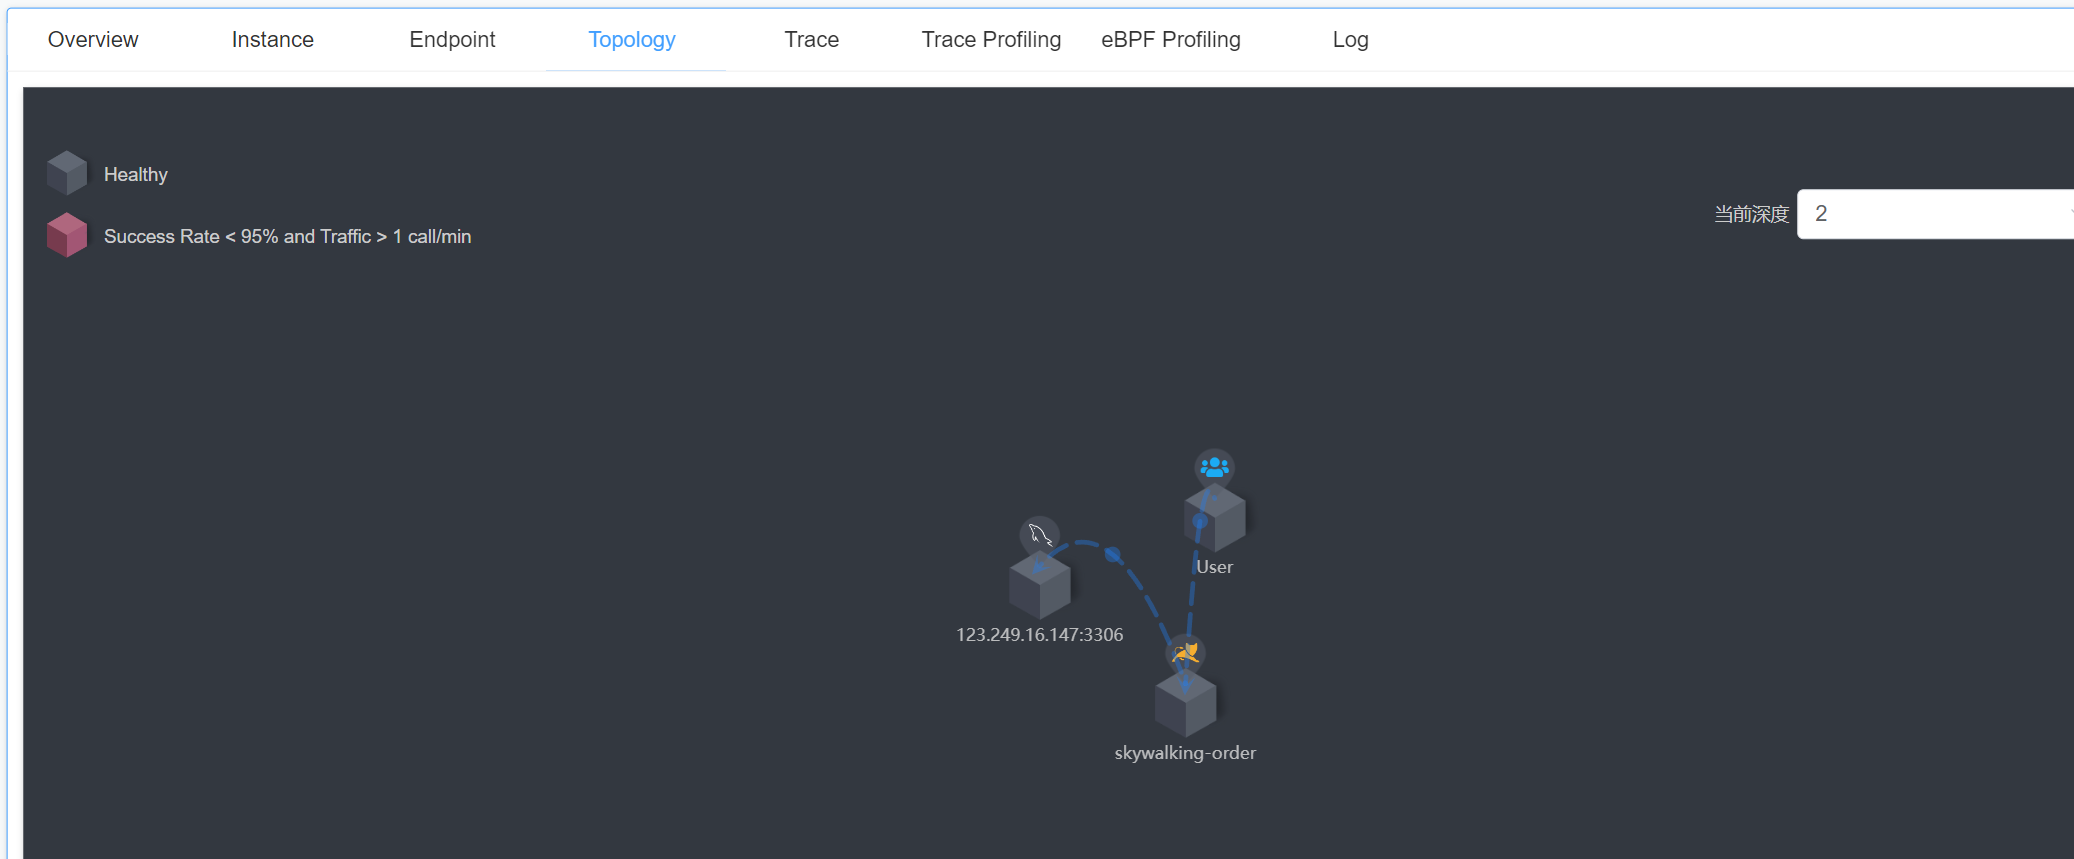 Overview Instance Endpoint Topology Trace Trace Profiling eBPF Profiling Log
Healthy
Success Rate < 95% and Traffic > 1 call/min
当前深度 2
User
123.249.16.147:3306
skywalking-order